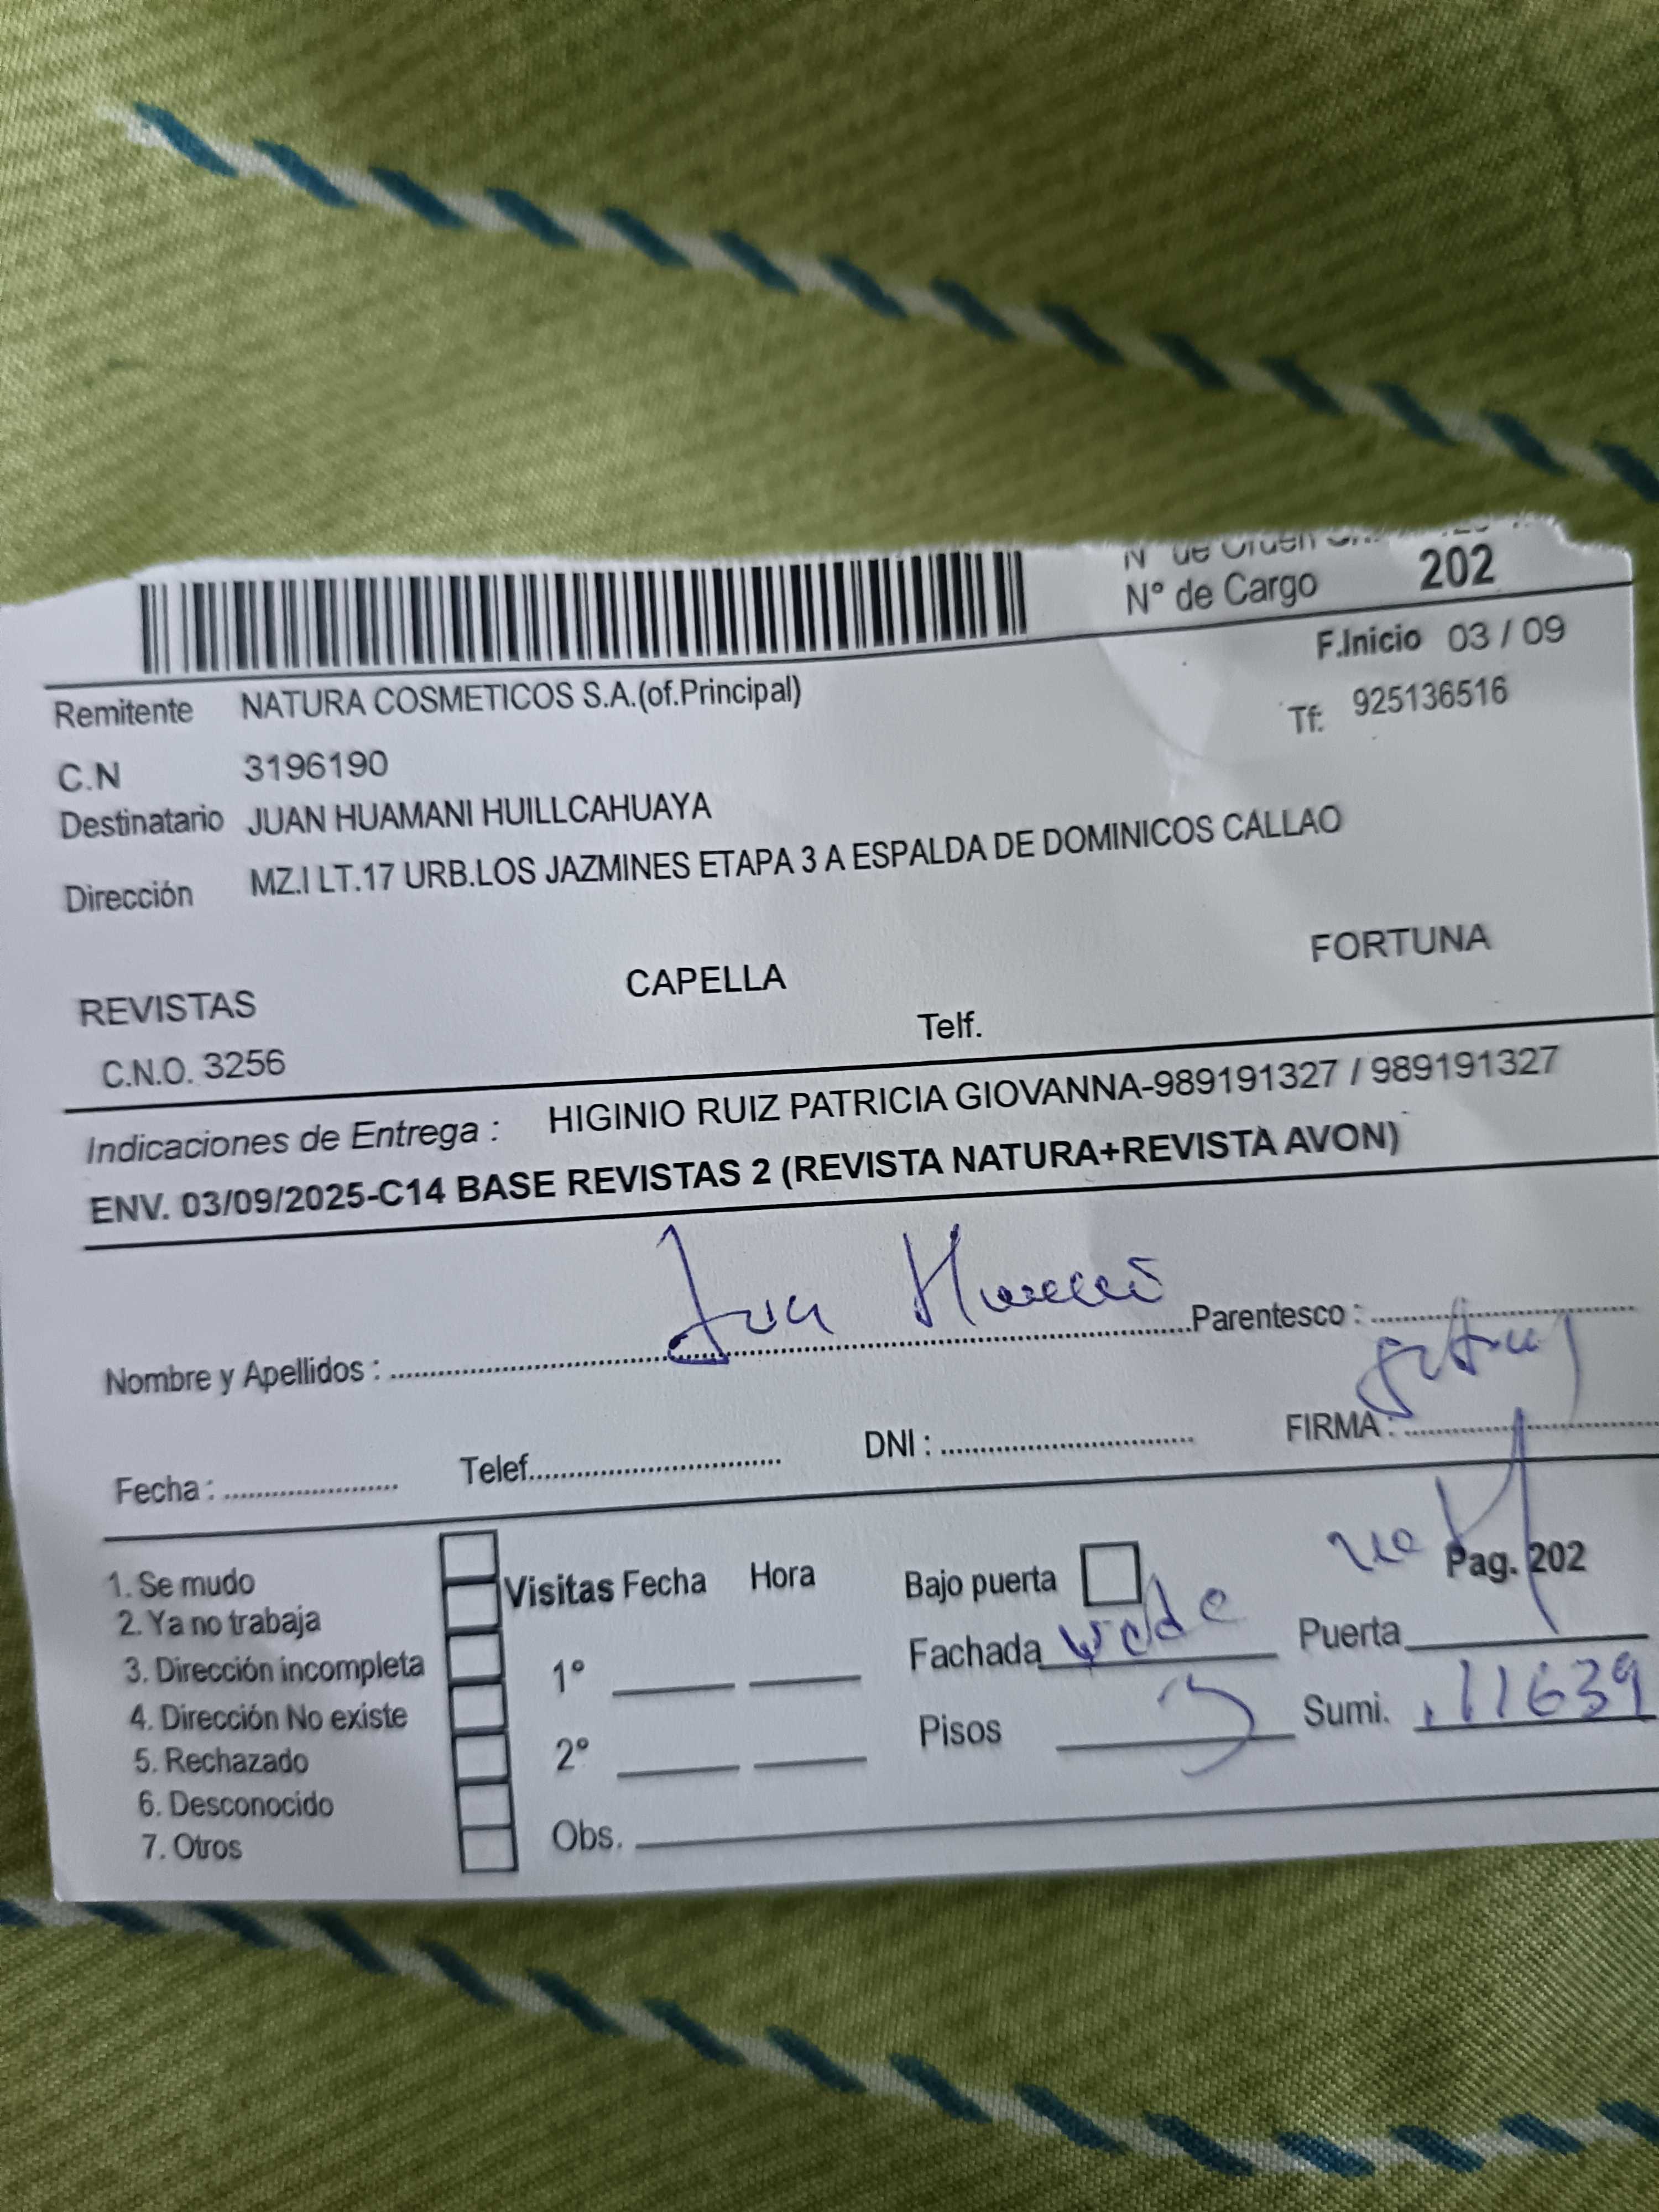 N° de Orden
N° de Cargo 202
F.Inicio 03 / 09
Remitente NATURA COSMETICOS S.A.(of.Principal)
Tf: 925136516
C.N 3196190
Destinatario JUAN HUAMANI HUILLCAHUAYA
Dirección MZ.I LT.17 URB.LOS JAZMINES ETAPA 3 A ESPALDA DE DOMINICOS CALLAO
REVISTAS CAPELLA FORTUNA
C.N.O. 3256 Telf.
Indicaciones de Entrega : HIGINIO RUIZ PATRICIA GIOVANNA-989191327 / 989191327
ENV. 03/09/2025-C14 BASE REVISTAS 2 (REVISTA NATURA+REVISTA AVON)
Nombre y Apellidos : Juan Parentesco :
Fecha : Telef. DNI : FIRMA :
1. Se mudo
2. Ya no trabaja
3. Dirección incompleta
4. Dirección No existe
5. Rechazado
6. Desconocido
7. Otros
Visitas Fecha Hora
1°
2°
Obs.
Bajo puerta Pag. 202
Fachada Puerta
Pisos 3 Sumi. 11639